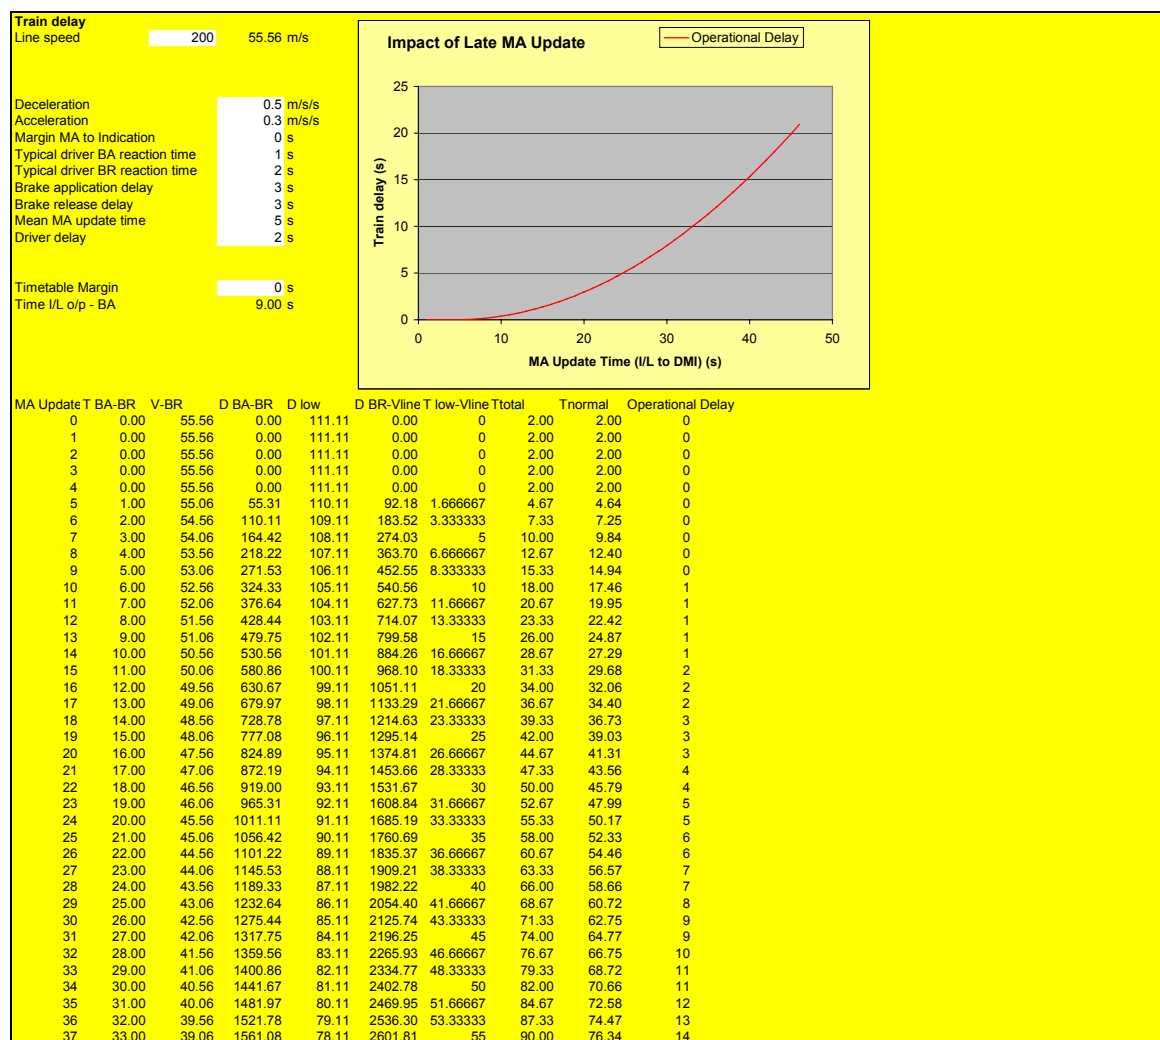 Train delay
Line speed 200 55.56 m/s
Impact of Late MA Update
Operational Delay
Deceleration 0.5 m/s/s
Acceleration 0.3 m/s/s
Margin MA to Indication 0 s
Typical driver BA reaction time 1 s
Typical driver BR reaction time 2 s
Brake application delay 3 s
Brake release delay 3 s
Mean MA update time 5 s
Driver delay 2 s
Timetable Margin 0 s
Time I/L o/p - BA 9.00 s
Train delay (s)
25
20
15
10
5
0
0 10 20 30 40 50
MA Update Time (I/L to DMI) (s)
MA Update T BA-BR V-BR D BA-BR D low D BR-Vline T low-Vline Ttotal Tnormal Operational Delay
0 0.00 55.56 0.00 111.11 0.00 0 2.00 2.00 0
1 0.00 55.56 0.00 111.11 0.00 0 2.00 2.00 0
2 0.00 55.56 0.00 111.11 0.00 0 2.00 2.00 0
3 0.00 55.56 0.00 111.11 0.00 0 2.00 2.00 0
4 0.00 55.56 0.00 111.11 0.00 0 2.00 2.00 0
5 1.00 55.06 55.31 110.11 92.18 1.666667 4.67 4.64 0
6 2.00 54.56 110.11 109.11 183.52 3.333333 7.33 7.25 0
7 3.00 54.06 164.42 108.11 274.03 5 10.00 9.84 0
8 4.00 53.56 218.22 107.11 363.70 6.666667 12.67 12.40 0
9 5.00 53.06 271.53 106.11 452.55 8.333333 15.33 14.94 0
10 6.00 52.56 324.33 105.11 540.56 10 18.00 17.46 1
11 7.00 52.06 376.64 104.11 627.73 11.66667 20.67 19.95 1
12 8.00 51.56 428.44 103.11 714.07 13.33333 23.33 22.42 1
13 9.00 51.06 479.75 102.11 799.58 15 26.00 24.87 1
14 10.00 50.56 530.56 101.11 884.26 16.66667 28.67 27.29 1
15 11.00 50.06 580.86 100.11 968.10 18.33333 31.33 29.68 2
16 12.00 49.56 630.67 99.11 1051.11 20 34.00 32.06 2
17 13.00 49.06 679.97 98.11 1133.29 21.66667 36.67 34.40 2
18 14.00 48.56 728.78 97.11 1214.63 23.33333 39.33 36.73 3
19 15.00 48.06 777.08 96.11 1295.14 25 42.00 39.03 3
20 16.00 47.56 824.89 95.11 1374.81 26.66667 44.67 41.31 3
21 17.00 47.06 872.19 94.11 1453.66 28.33333 47.33 43.56 4
22 18.00 46.56 919.00 93.11 1531.67 30 50.00 45.79 4
23 19.00 46.06 965.31 92.11 1608.84 31.66667 52.67 47.99 5
24 20.00 45.56 1011.11 91.11 1685.19 33.33333 55.33 50.17 5
25 21.00 45.06 1056.42 90.11 1760.69 35 58.00 52.33 6
26 22.00 44.56 1101.22 89.11 1835.37 36.66667 60.67 54.46 6
27 23.00 44.06 1145.53 88.11 1909.21 38.33333 63.33 56.57 7
28 24.00 43.56 1189.33 87.11 1982.22 40 66.00 58.66 7
29 25.00 43.06 1232.64 86.11 2054.40 41.66667 68.67 60.72 8
30 26.00 42.56 1275.44 85.11 2125.74 43.33333 71.33 62.75 9
31 27.00 42.06 1317.75 84.11 2196.25 45 74.00 64.77 9
32 28.00 41.56 1359.56 83.11 2265.93 46.66667 76.67 66.75 10
33 29.00 41.06 1400.86 82.11 2334.77 48.33333 79.33 68.72 11
34 30.00 40.56 1441.67 81.11 2402.78 50 82.00 70.66 11
35 31.00 40.06 1481.97 80.11 2469.95 51.66667 84.67 72.58 12
36 32.00 39.56 1521.78 79.11 2536.30 53.33333 87.33 74.47 13
37 33.00 39.06 1561.08 78.11 2601.81 55 90.00 76.34 14